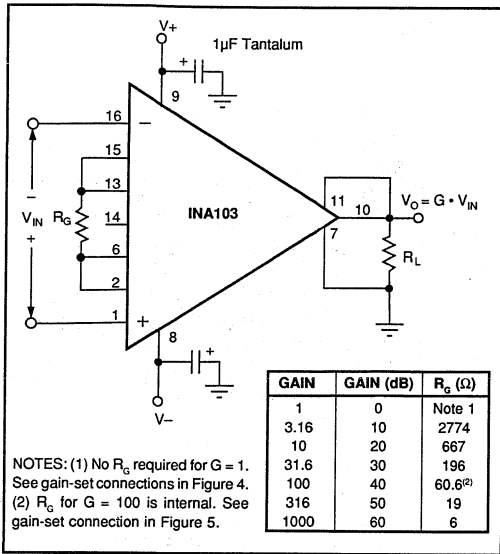 V+
1µF Tantalum
+
9
16
−
15
13
INA103
11
10
V_O = G • V_IN
−
V_IN
+
R_G
14
7
6
R_L
2
1
+
8
+
V−
GAIN GAIN (dB) R_G (Ω)
1 0 Note 1
3.16 10 2774
10 20 667
31.6 30 196
100 40 60.6(2)
316 50 19
1000 60 6
NOTES: (1) No R_G required for G = 1.
See gain-set connections in Figure 4.
(2) R_G for G = 100 is internal. See
gain-set connection in Figure 5.